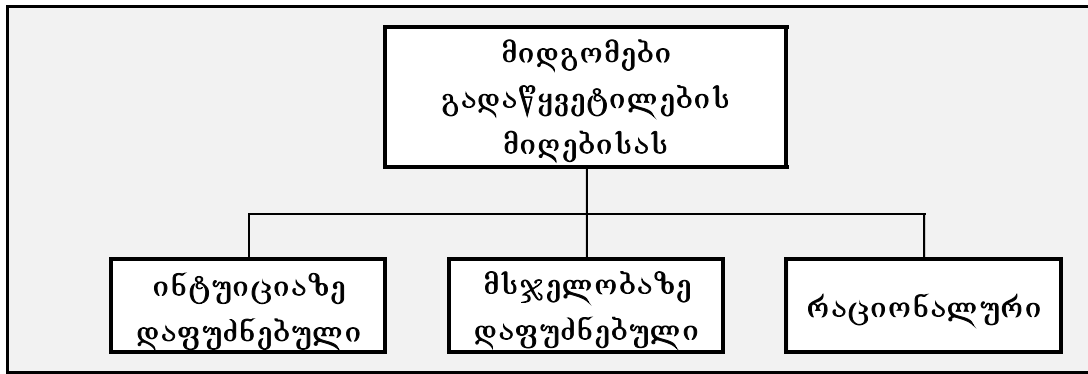 მიდგომები
გადაწყვეტილების
მიღებისას
ინტუიციაზე
დაფუძნებული
მსჯელობაზე
დაფუძნებული
რაციონალური